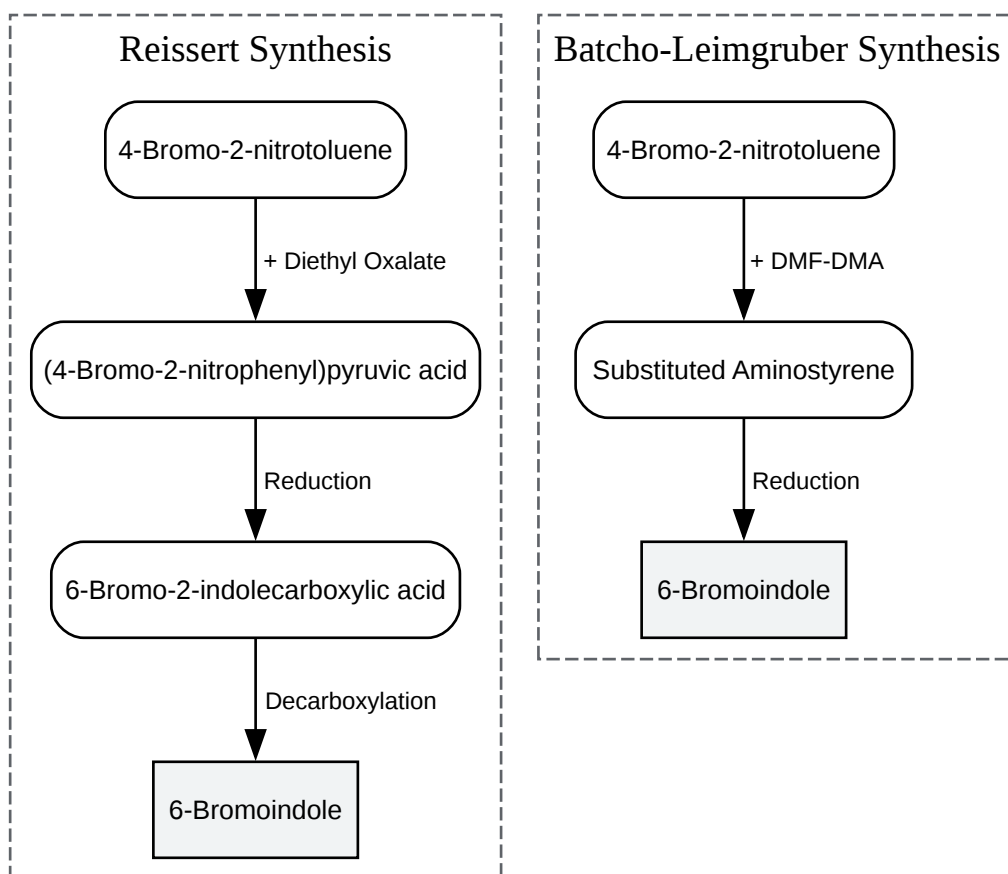 Reissert Synthesis
4-Bromo-2-nitrotoluene
+ Diethyl Oxalate
(4-Bromo-2-nitrophenyl)pyruvic acid
Reduction
6-Bromo-2-indolecarboxylic acid
Decarboxylation
6-Bromoindole
Batcho-Leimgruber Synthesis
4-Bromo-2-nitrotoluene
+ DMF-DMA
Substituted Aminostyrene
Reduction
6-Bromoindole